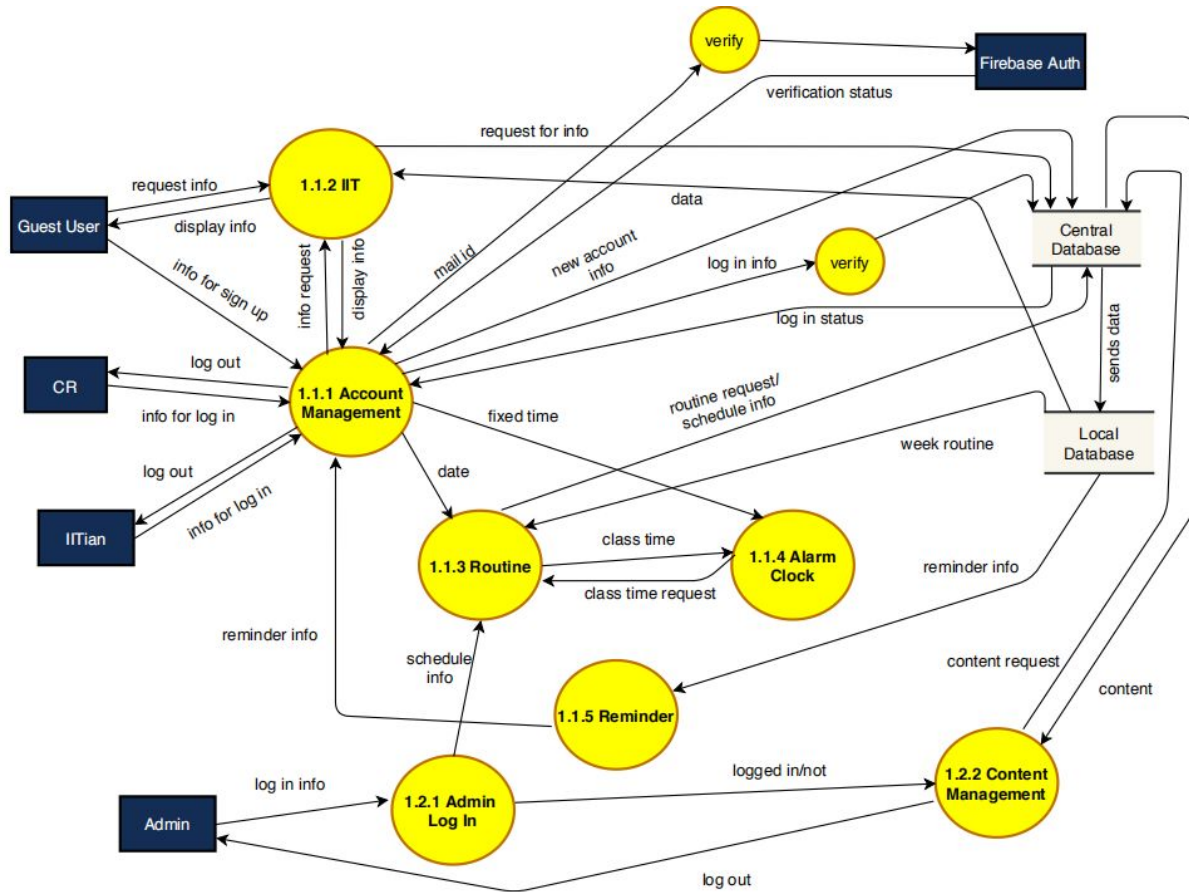 verify
Firebase Auth
verification status
request for info
1.1.2 IIT
request info
Guest User
display info
data
Central
Database
info for sign up
info request
display info
mail id
new account
info
log in info
verify
log in status
sends data
log out
CR
info for log in
1.1.1 Account
Management
fixed time
routine request/
schedule info
week routine
Local
Database
log out
date
IITian
info for log in
1.1.3 Routine
class time
class time request
1.1.4 Alarm
Clock
reminder info
reminder info
schedule
info
1.1.5 Reminder
content request
content
log in info
Admin
1.2.1 Admin
Log In
logged in/not
1.2.2 Content
Management
log out